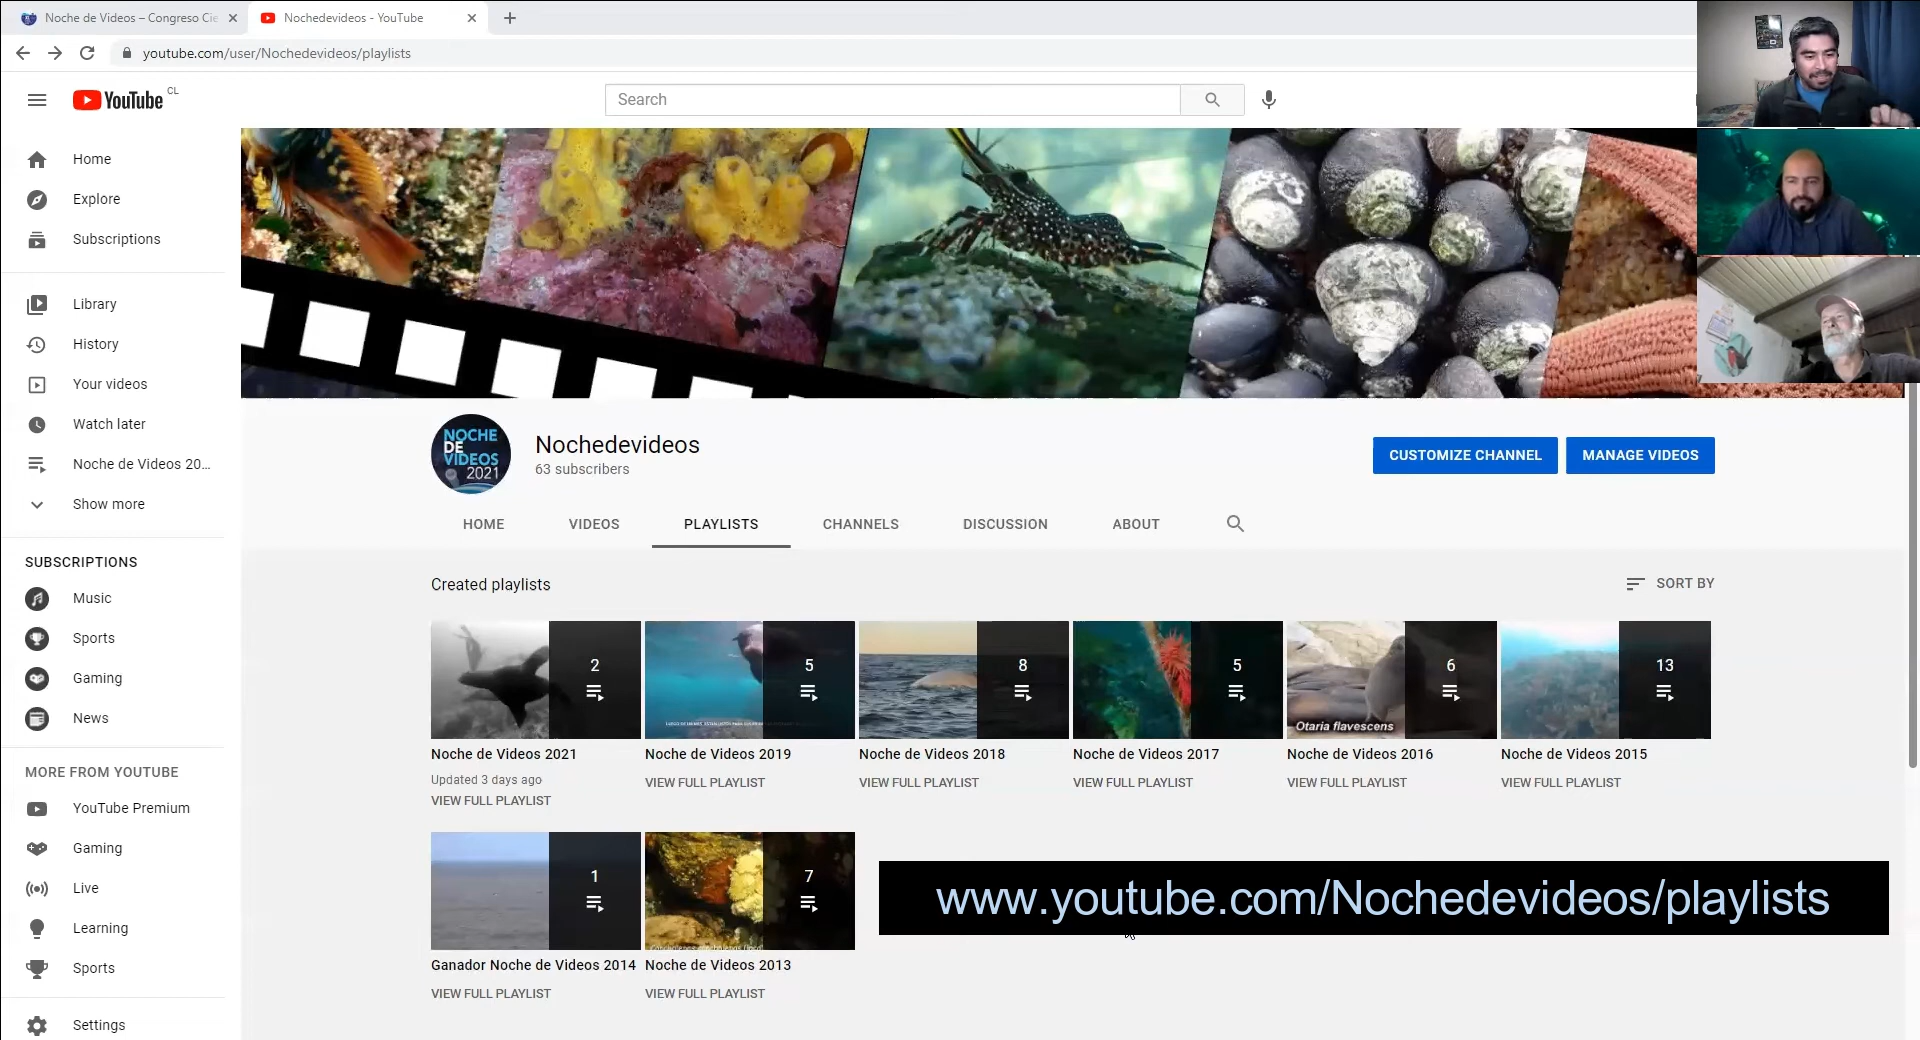 Noche de Videos – Congreso Cie
Nochedevideos - YouTube
youtube.com/user/Nochedevideos/playlists
YouTube CL
Search
Home
Explore
Subscriptions
Library
History
Your videos
Watch later
Noche de Videos 20...
Show more
SUBSCRIPTIONS
Music
Sports
Gaming
News
MORE FROM YOUTUBE
YouTube Premium
Gaming
Live
Learning
Sports
Settings
NOCHE
DE
VIDEOS
2021
Nochedevideos
63 subscribers
CUSTOMIZE CHANNEL
MANAGE VIDEOS
HOME
VIDEOS
PLAYLISTS
CHANNELS
DISCUSSION
ABOUT
Created playlists
SORT BY
2
5
8
5
6
13
Otaria flavescens
Noche de Videos 2021
Updated 3 days ago
VIEW FULL PLAYLIST
Noche de Videos 2019
VIEW FULL PLAYLIST
Noche de Videos 2018
VIEW FULL PLAYLIST
Noche de Videos 2017
VIEW FULL PLAYLIST
Noche de Videos 2016
VIEW FULL PLAYLIST
Noche de Videos 2015
VIEW FULL PLAYLIST
1
7
Ganador Noche de Videos 2014
VIEW FULL PLAYLIST
Noche de Videos 2013
VIEW FULL PLAYLIST
www.youtube.com/Nochedevideos/playlists